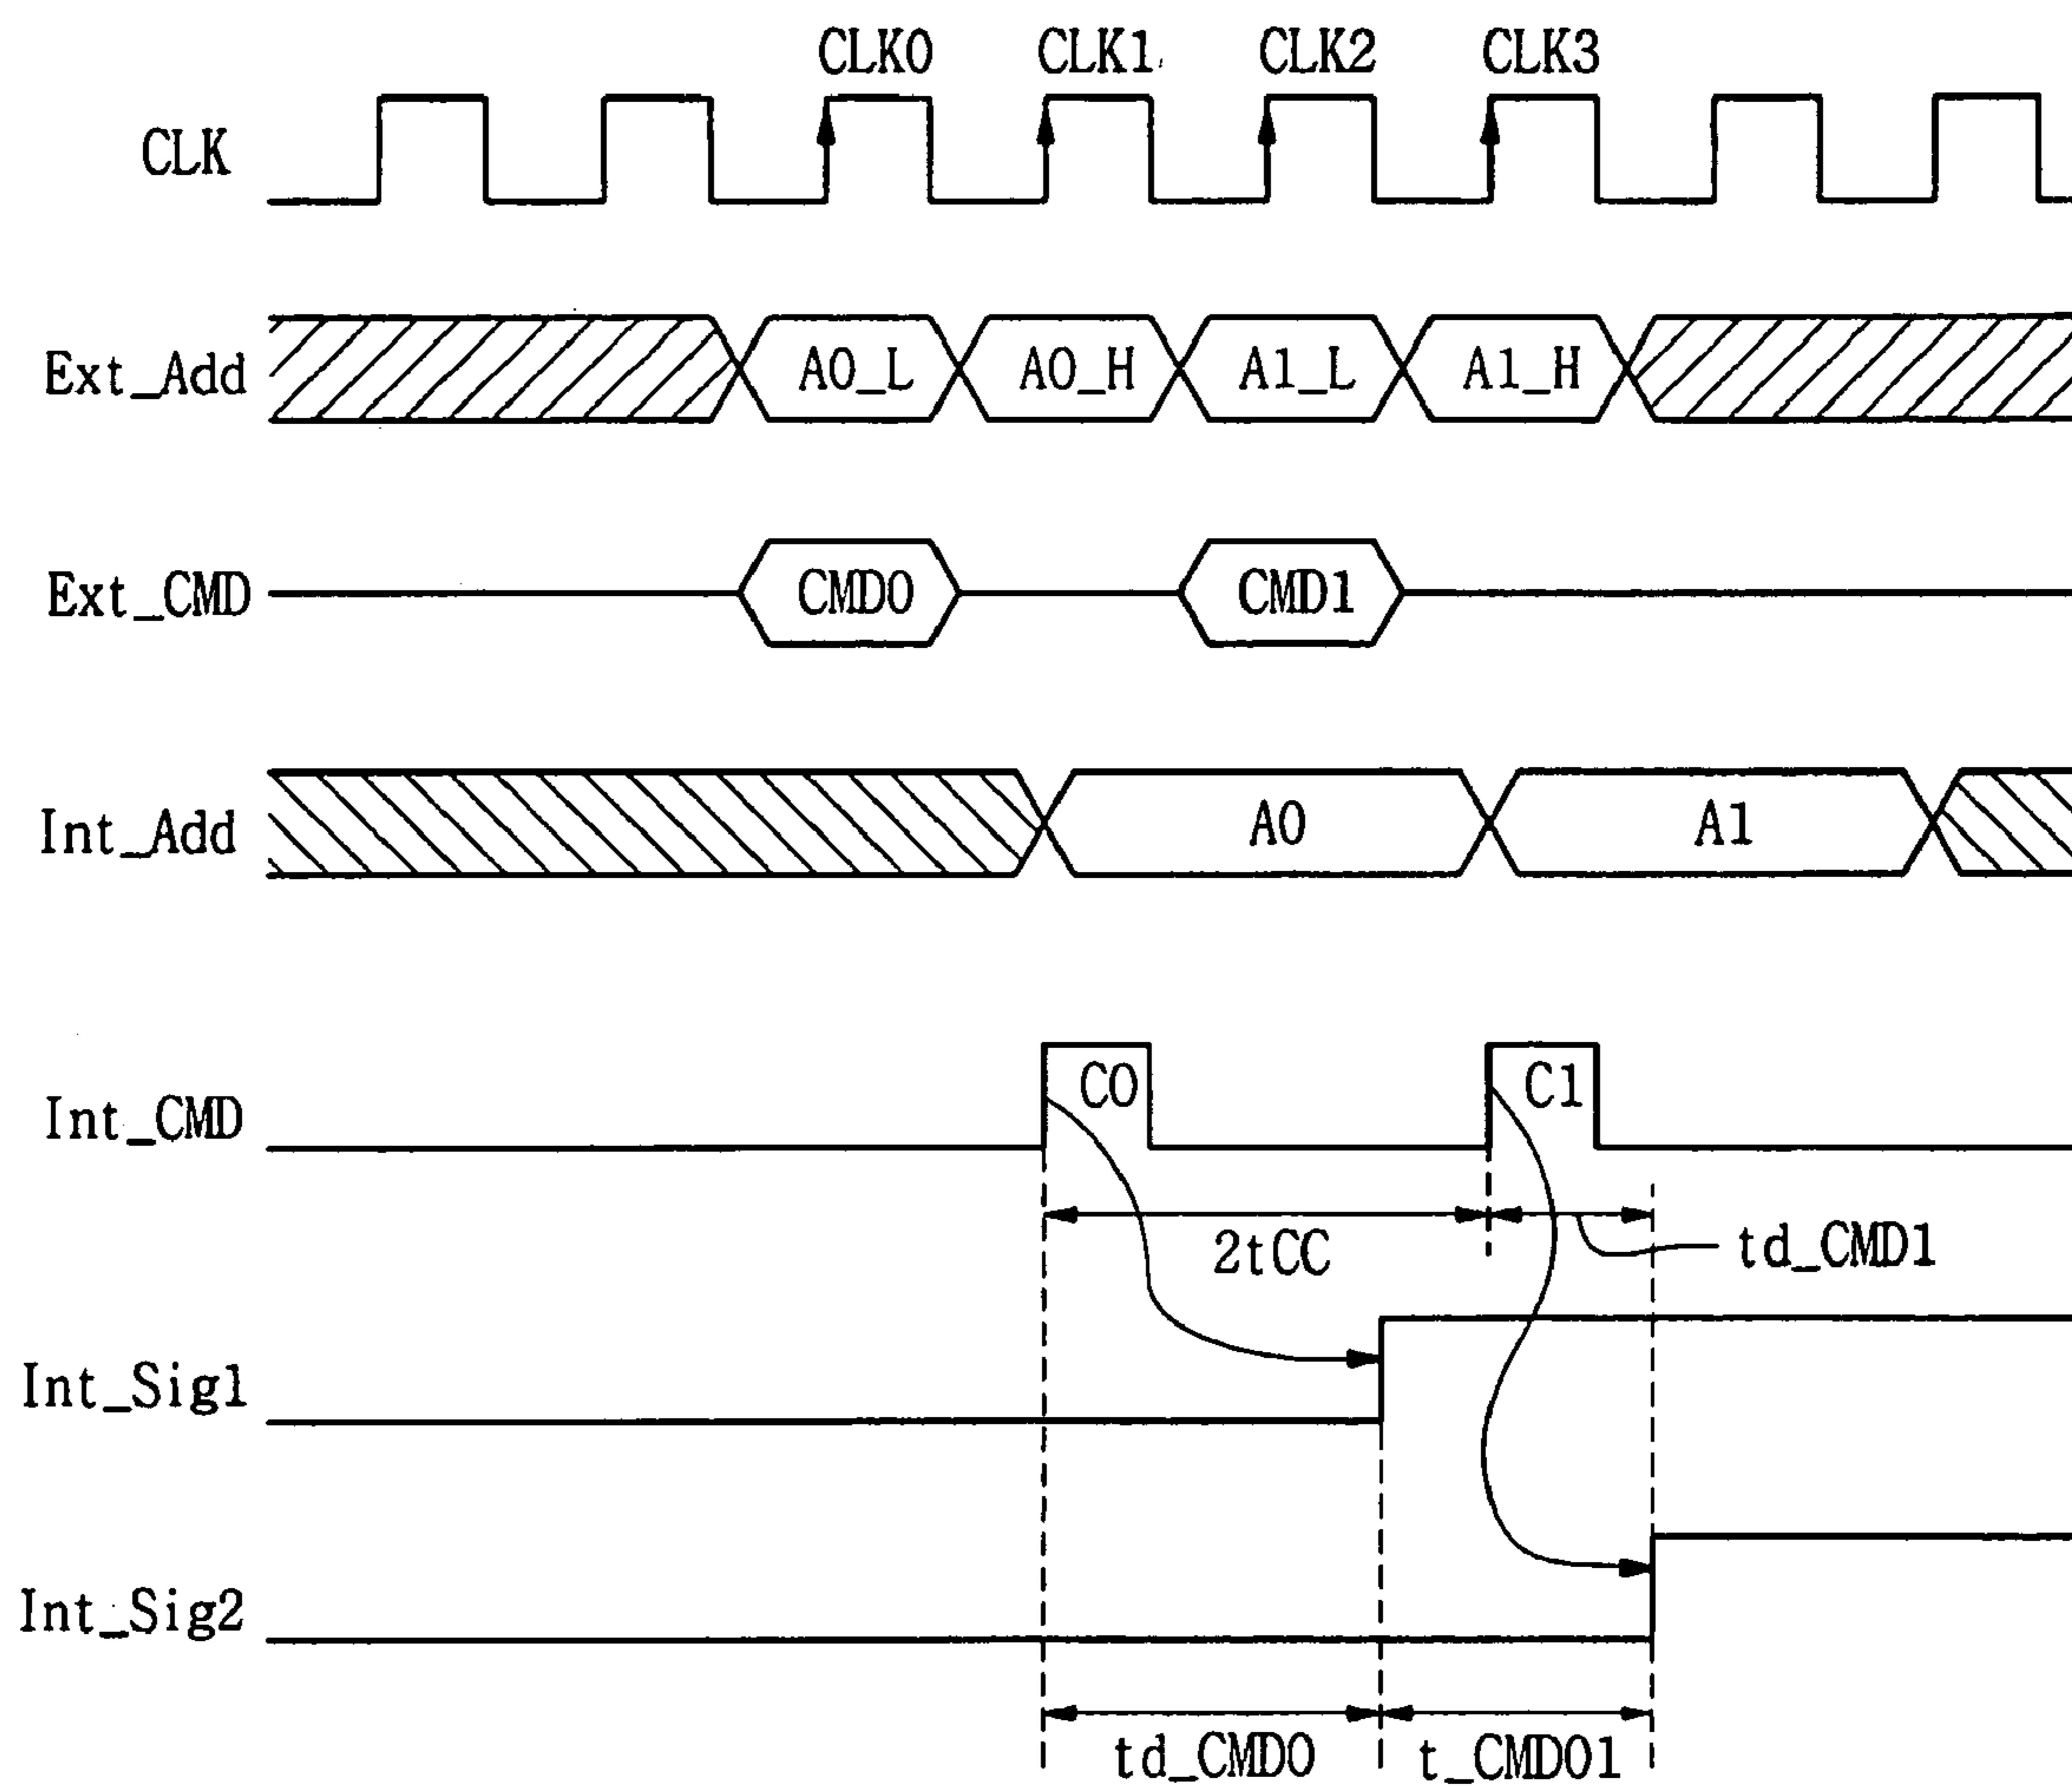 CLK0 CLK1 CLK2 CLK3
CLK
Ext_Add A0_L A0_H A1_L A1_H
Ext_CMD CMD0 CMD1
Int_Add A0 A1
Int_CMD C0 C1
2tCC td_CMD1
Int_Sig1
Int_Sig2
td_CMD0 t_CMD01